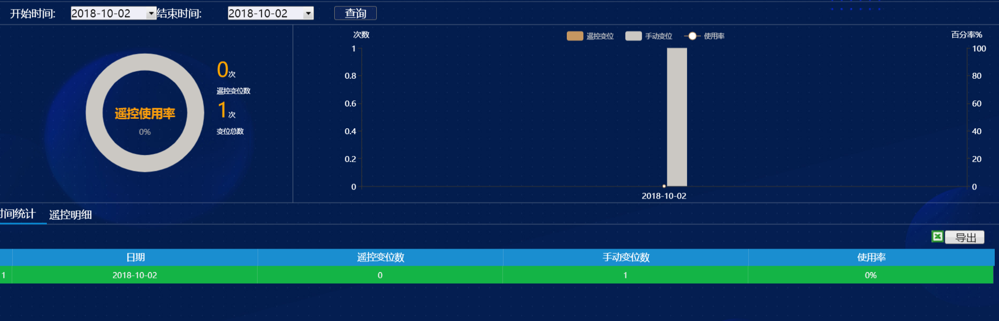 开始时间: 2018-10-02 结束时间: 2018-10-02 查询
遥控使用率
0%
0次
遥控变位数
1次
变位总数
次数
遥控变位 手动变位 使用率
百分率%
1
0.8
0.6
0.4
0.2
0
100
80
60
40
20
0
2018-10-02
时间统计 遥控明细
导出
日期 遥控变位数 手动变位数 使用率
1 2018-10-02 0 1 0%